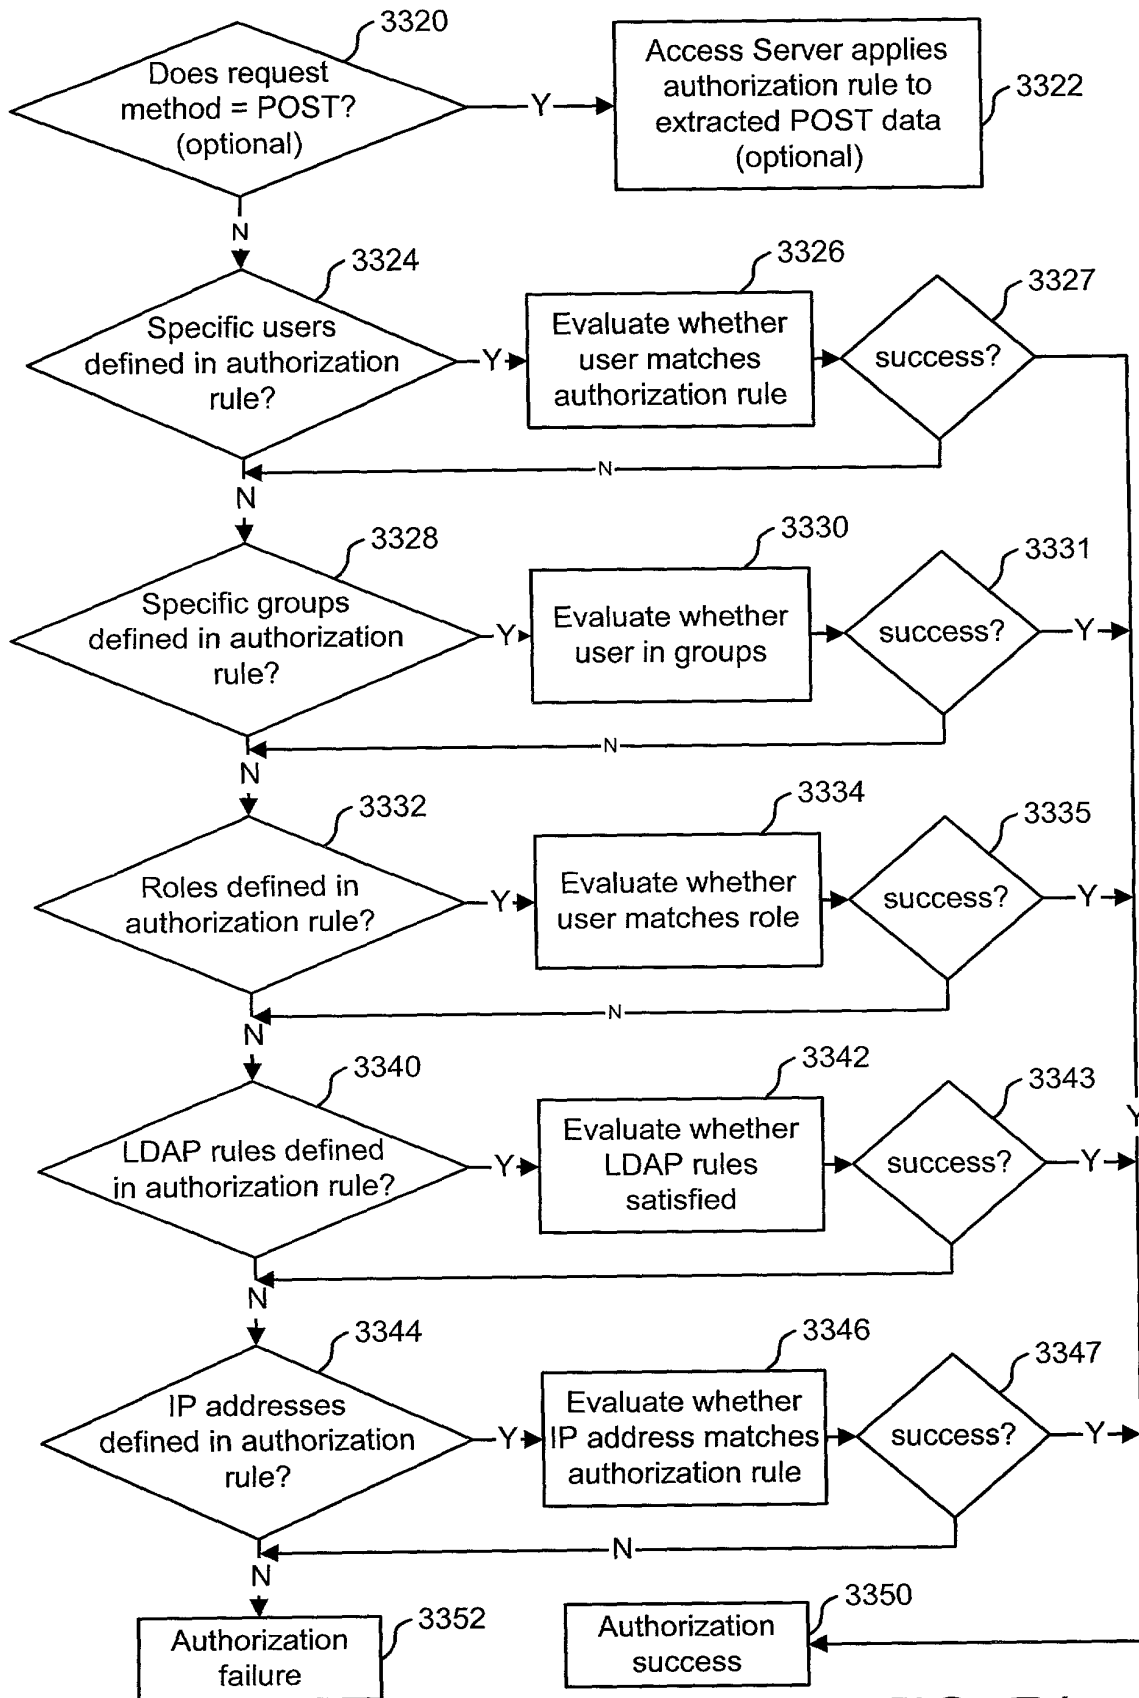 3320
Does request
method = POST?
(optional)
Y
Access Server applies
authorization rule to
extracted POST data
(optional)
3322
N
3324
Specific users
defined in authorization
rule?
Y
3326
Evaluate whether
user matches
authorization rule
3327
success?
N
N
3328
Specific groups
defined in authorization
rule?
Y
3330
Evaluate whether
user in groups
3331
success?
Y
N
N
3332
Roles defined in
authorization rule?
Y
3334
Evaluate whether
user matches role
3335
success?
Y
N
N
3340
LDAP rules defined
in authorization rule?
Y
3342
Evaluate whether
LDAP rules
satisfied
3343
success?
Y
Y
N
3344
IP addresses
defined in authorization
rule?
Y
3346
Evaluate whether
IP address matches
authorization rule
3347
success?
Y
N
N
3352
Authorization
failure
3350
Authorization
success